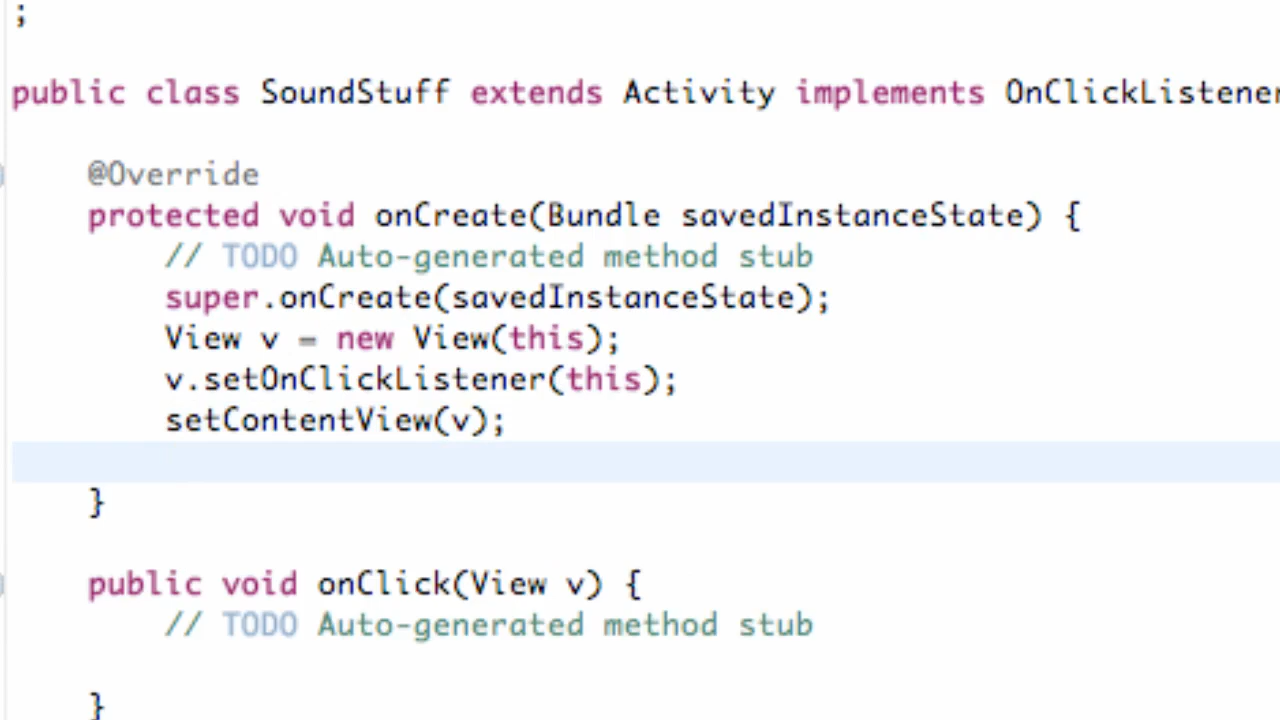 ;
public class SoundStuff extends Activity implements OnClickListener
@Override
protected void onCreate(Bundle savedInstanceState) {
// TODO Auto-generated method stub
super.onCreate(savedInstanceState);
View v = new View(this);
v.setOnClickListener(this);
setContentView(v);
}
public void onClick(View v) {
// TODO Auto-generated method stub
}